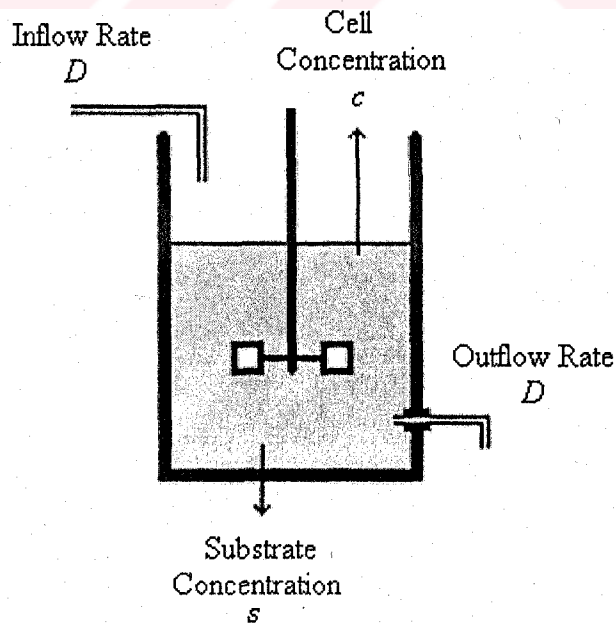 Inflow Rate
D
Cell
Concentration
c
Outflow Rate
D
Substrate
Concentration
s